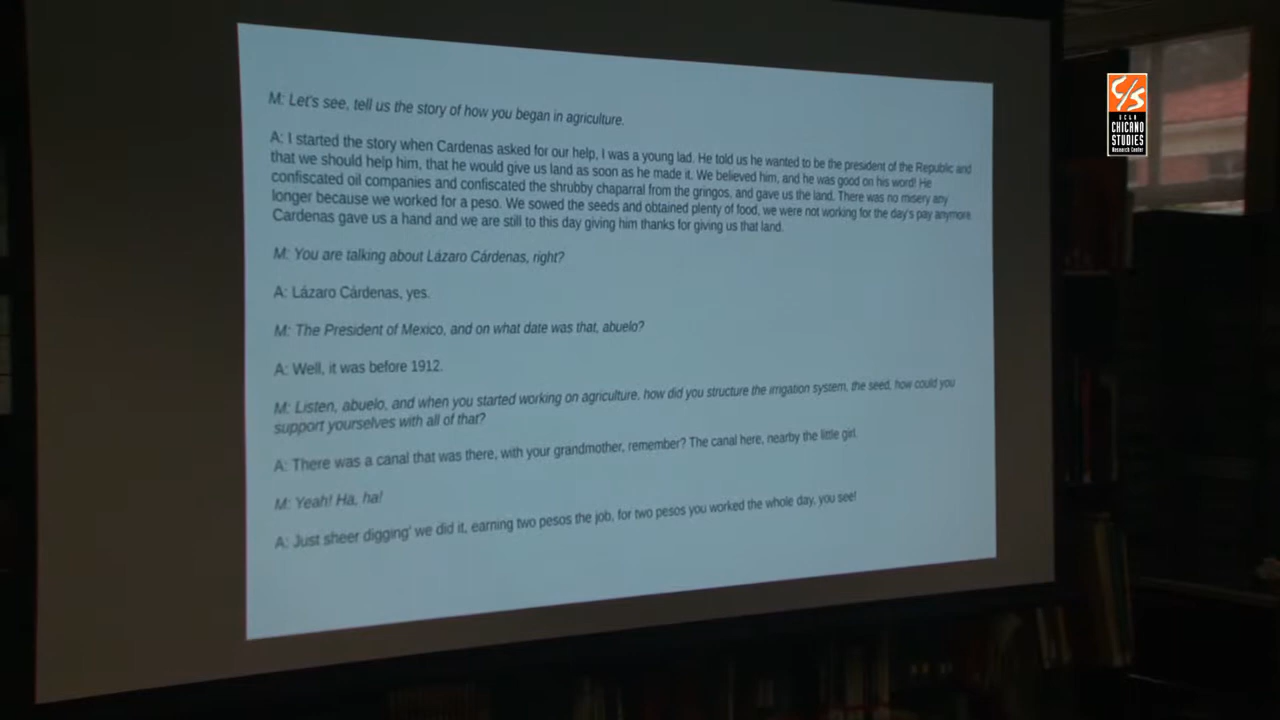 M: Let's see, tell us the story of how you began in agriculture.
A: I started the story when Cardenas asked for our help, I was a young lad. He told us he wanted to be the president of the Republic and
that we should help him, that he would give us land as soon as he made it. We believed him, and he was good on his word! He
confiscated oil companies and confiscated the shrubby chaparral from the gringos, and gave us the land. There was no misery any
longer because we worked for a peso. We sowed the seeds and obtained plenty of food, we were not working for the day's pay anymore.
Cardenas gave us a hand and we are still to this day giving him thanks for giving us that land.
M: You are talking about Lázaro Cárdenas, right?
A: Lázaro Cárdenas, yes.
M: The President of Mexico, and on what date was that, abuelo?
A: Well, it was before 1912.
M: Listen, abuelo, and when you started working on agriculture, how did you structure the irrigation system, the seed, how could you
support yourselves with all of that?
A: There was a canal that was there, with your grandmother, remember? The canal here, nearby the little girl.
M: Yeah! Ha, ha!
A: Just sheer digging' we did it, earning two pesos the job, for two pesos you worked the whole day, you see!
C/S
UCLA
CHICANO
STUDIES
Research Center